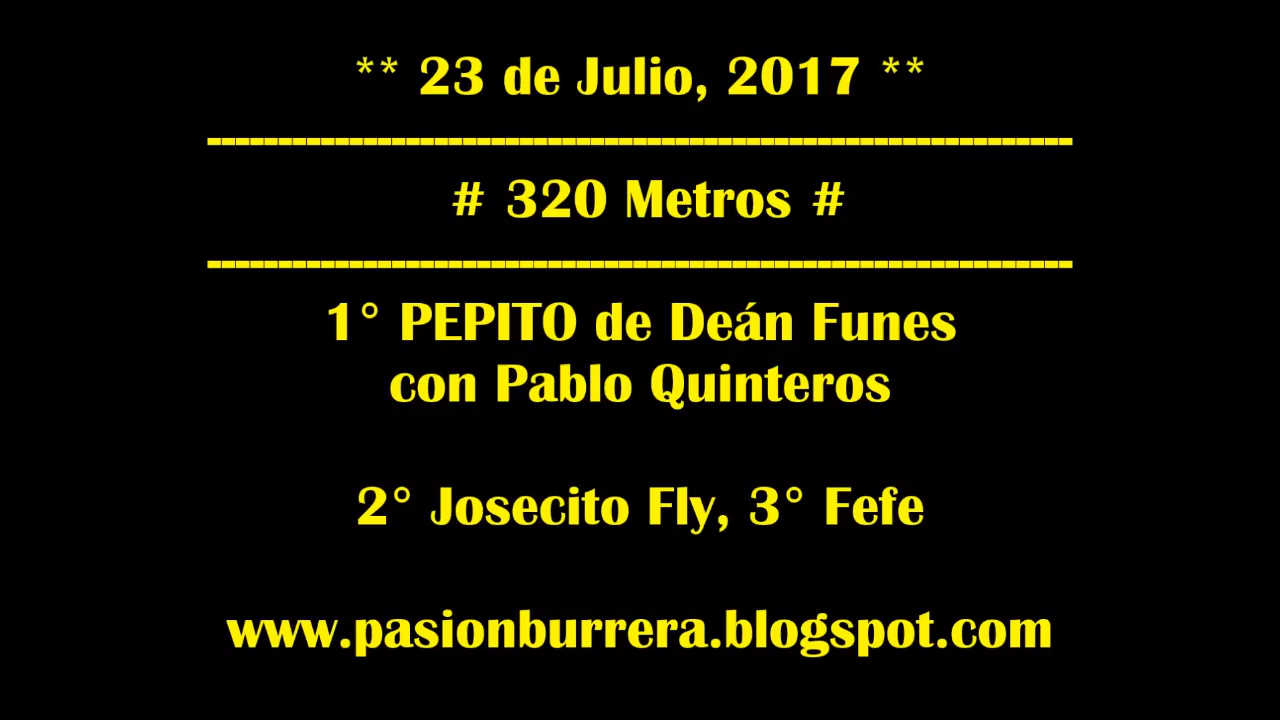 ** 23 de Julio, 2017 **
------------------------------------------------------------
# 320 Metros #
------------------------------------------------------------
1° PEPITO de Deán Funes
con Pablo Quinteros
2° Josecito Fly, 3° Fefe
www.pasionburrera.blogspot.com